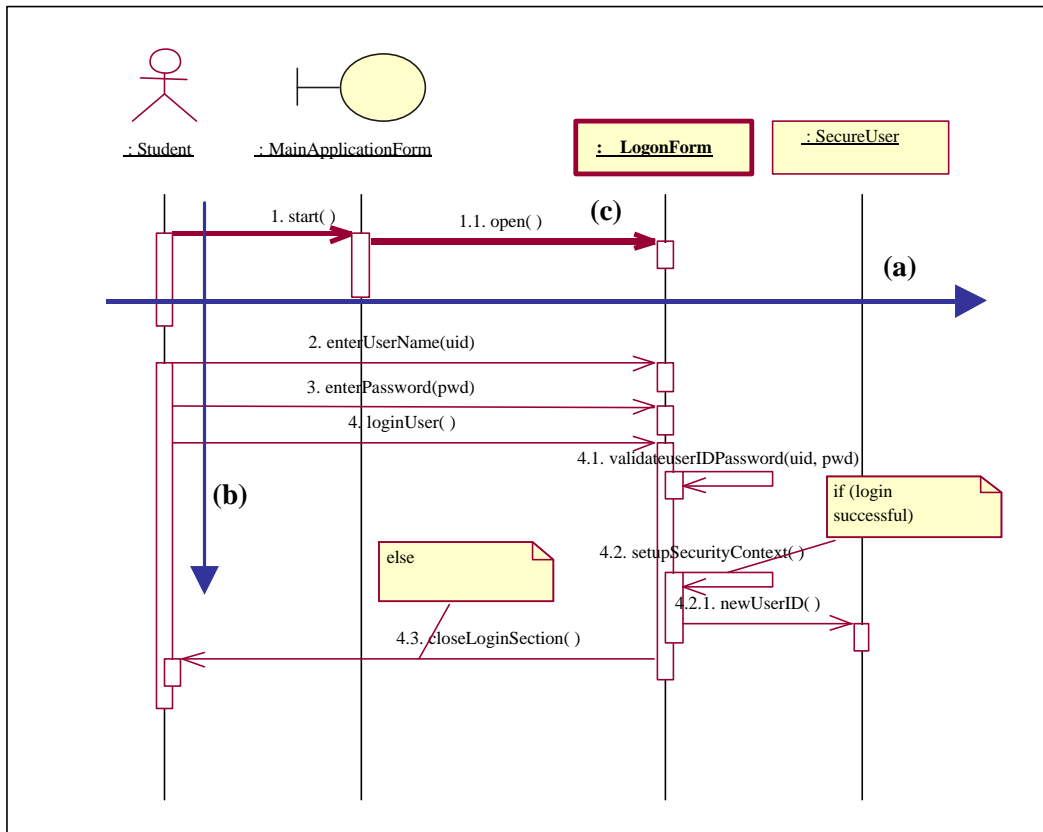 : Student
: MainApplicationForm
: LogonForm
: SecureUser
1. start( )
1.1. open( )
(c)
(a)
2. enterUserName(uid)
3. enterPassword(pwd)
4. loginUser( )
4.1. validateuserIDPassword(uid, pwd)
(b)
if (login
successful)
else
4.2. setupSecurityContext( )
4.2.1. newUserID( )
4.3. closeLoginSection( )